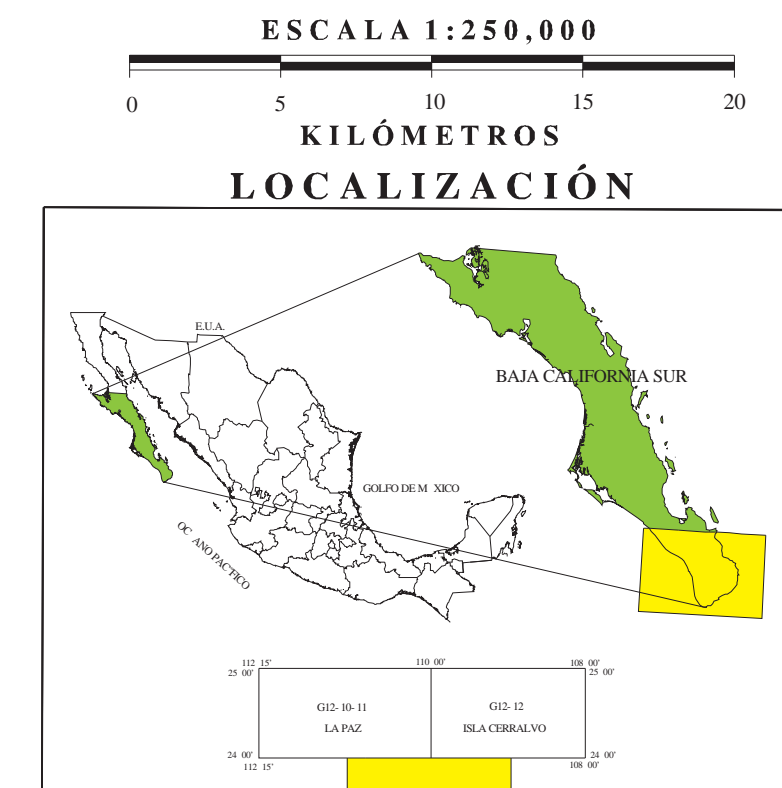 ESCALA 1:250,000
0 5 10 15 20
KILÓMETROS
LOCALIZACIÓN
E.U.A.
BAJA CALIFORNIA SUR
GOLFO DE M XICO
OC ANO PAC´FICO
112 15' 110 00' 108 00'
25 00' 25 00'
G12- 10- 11 G12- 12
LA PAZ ISLA CERRALVO
24 00' 24 00'
112 15' 108 00'